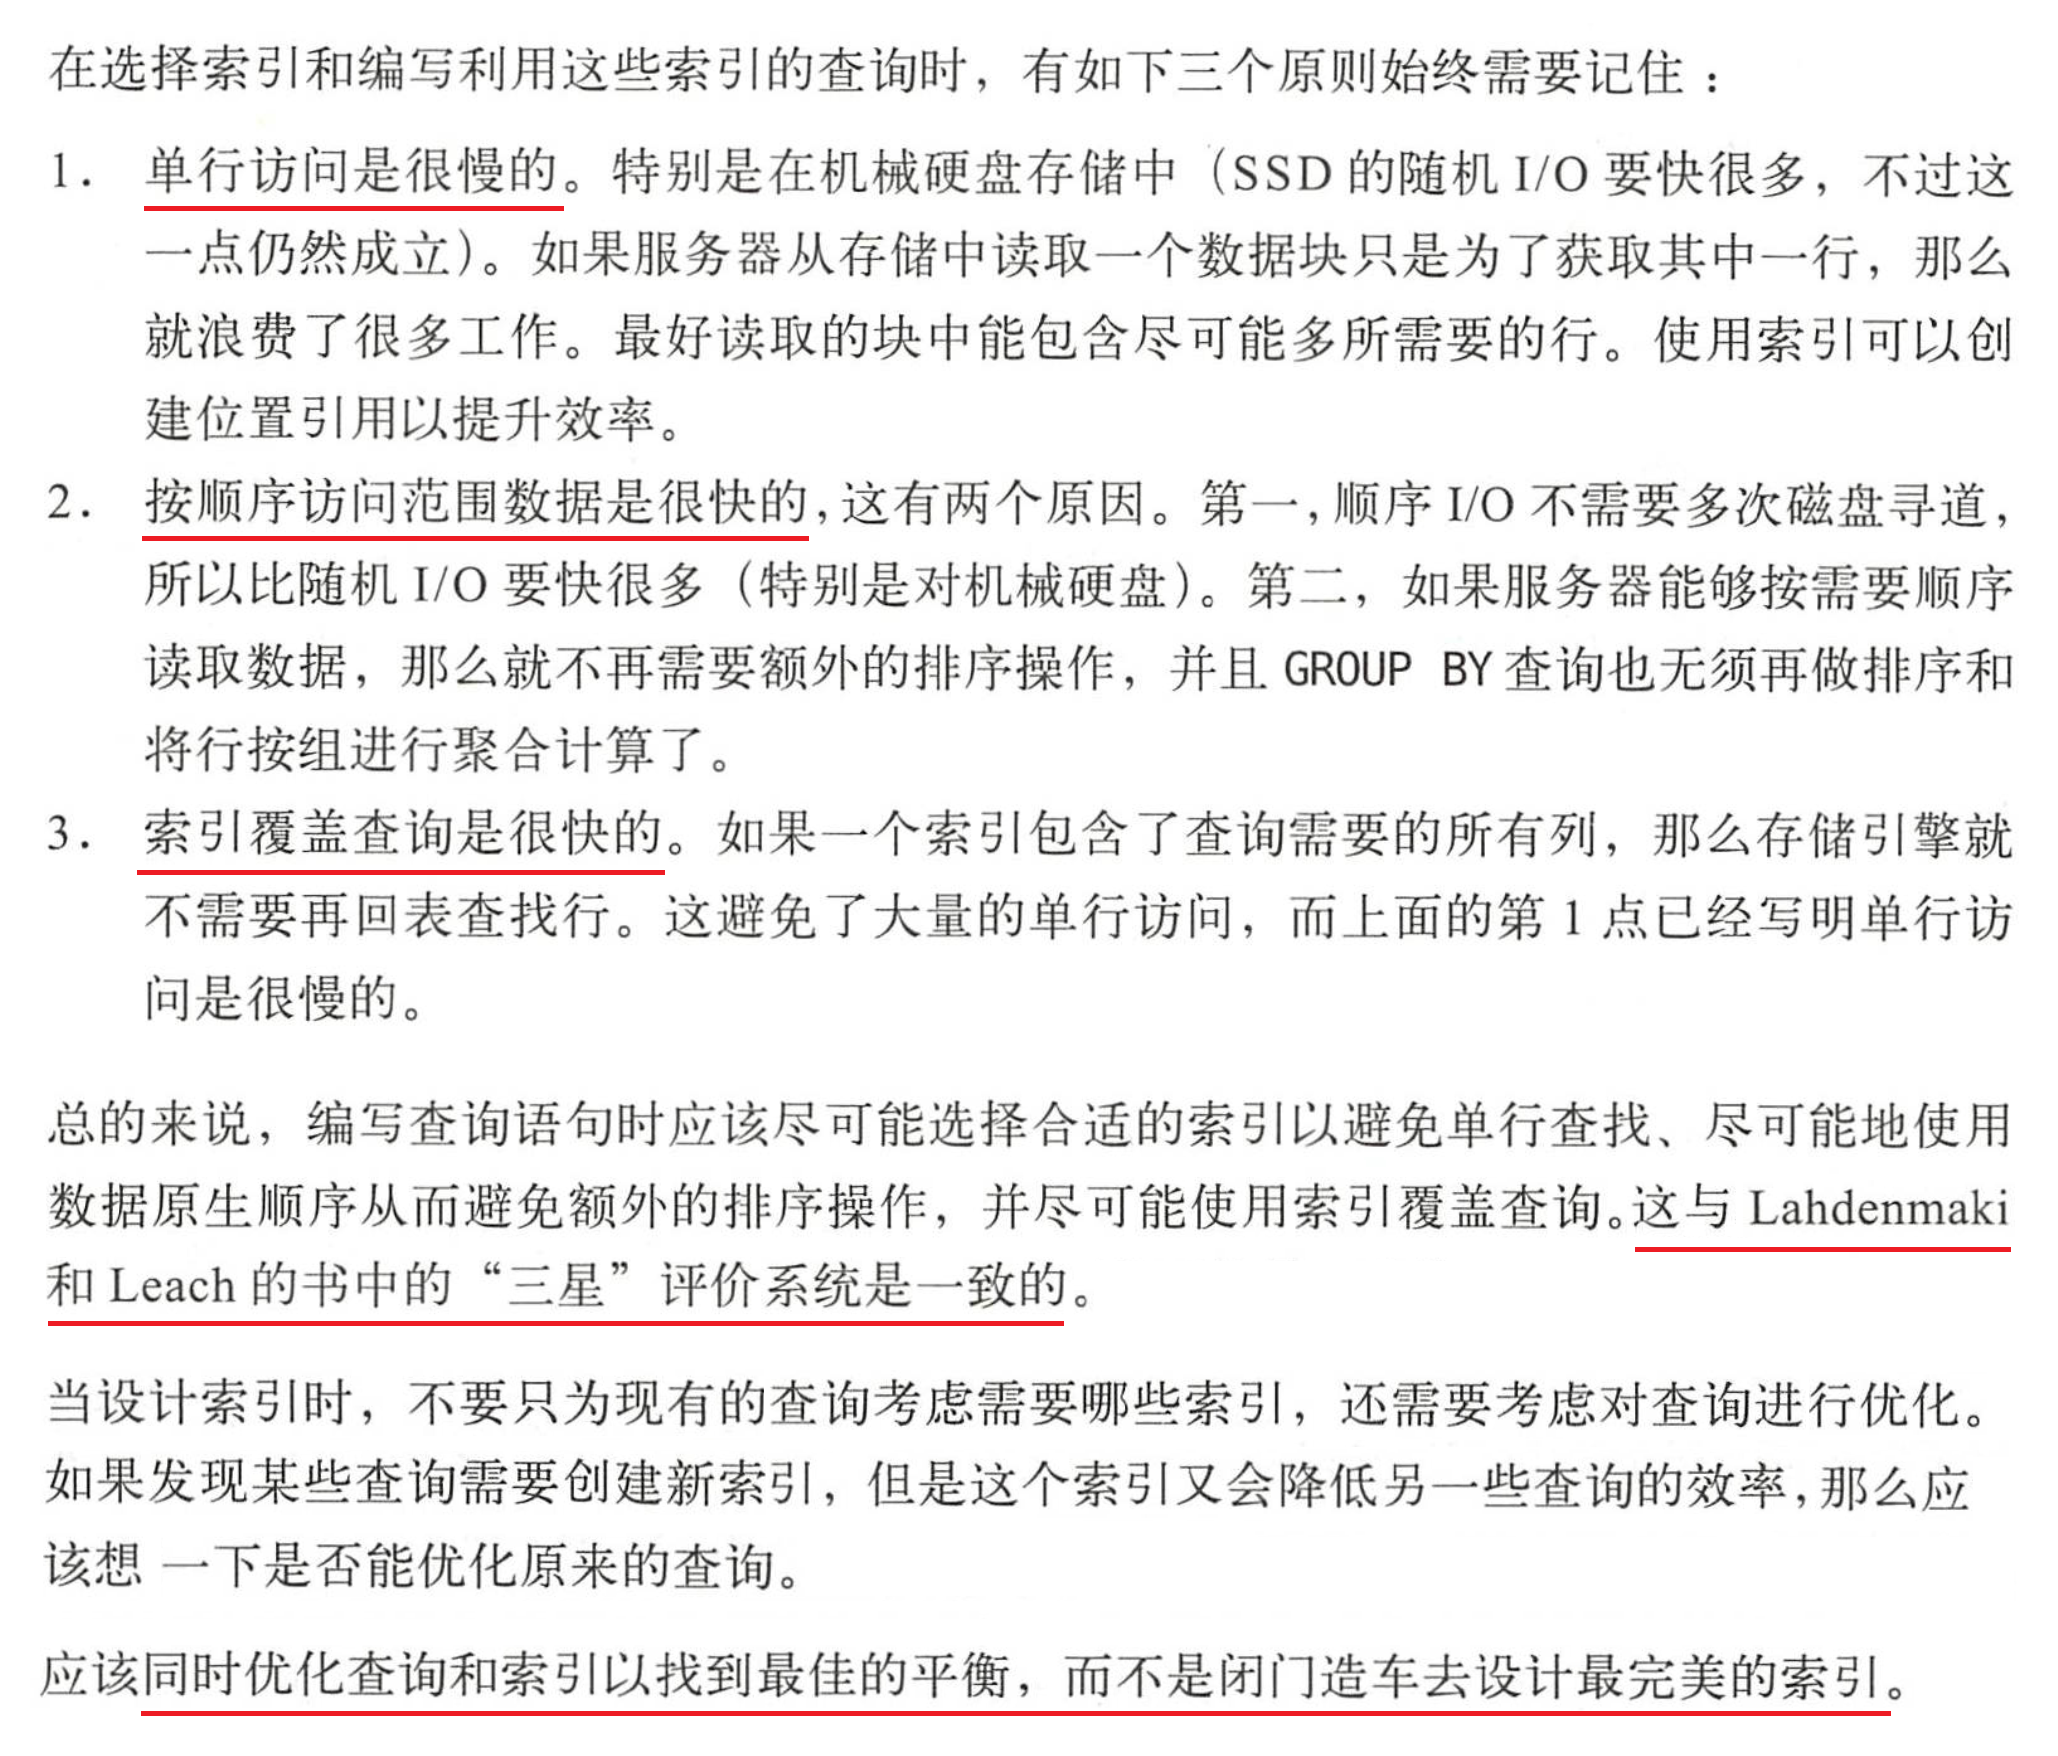 在选择索引和编写利用这些索引的查询时，有如下三个原则始终需要记住：
1. 单行访问是很慢的。特别是在机械硬盘存储中（SSD 的随机 I/O 要快很多，不过这
一点仍然成立）。如果服务器从存储中读取一个数据块只是为了获取其中一行，那么
就浪费了很多工作。最好读取的块中能包含尽可能多所需要的行。使用索引可以创
建位置引用以提升效率。
2. 按顺序访问范围数据是很快的，这有两个原因。第一，顺序 I/O 不需要多次磁盘寻道，
所以比随机 I/O 要快很多（特别是对机械硬盘）。第二，如果服务器能够按需要顺序
读取数据，那么就不再需要额外的排序操作，并且 GROUP BY 查询也无须再做排序和
将行按组进行聚合计算了。
3. 索引覆盖查询是很快的。如果一个索引包含了查询需要的所有列，那么存储引擎就
不需要再回表查找行。这避免了大量的单行访问，而上面的第 1 点已经写明单行访
问是很慢的。
总的来说，编写查询语句时应该尽可能选择合适的索引以避免单行查找、尽可能地使用
数据原生顺序从而避免额外的排序操作，并尽可能使用索引覆盖查询。这与 Lahdenmaki
和 Leach 的书中的“三星”评价系统是一致的。
当设计索引时，不要只为现有的查询考虑需要哪些索引，还需要考虑对查询进行优化。
如果发现某些查询需要创建新索引，但是这个索引又会降低另一些查询的效率，那么应
该想 一下是否能优化原来的查询。
应该同时优化查询和索引以找到最佳的平衡，而不是闭门造车去设计最完美的索引。